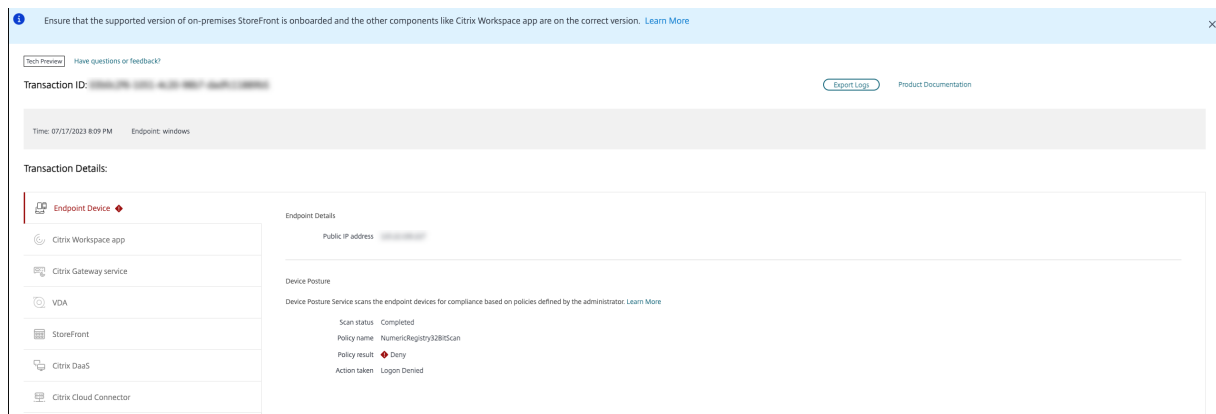 Ensure that the supported version of on-premises StoreFront is onboarded and the other components like Citrix Workspace app are on the correct version. Learn More
Tech Preview Have questions or feedback?
Transaction ID:
Export Logs Product Documentation
Time: 07/17/2023 8:09 PM Endpoint: windows
Transaction Details:
Endpoint Device
Citrix Workspace app
Citrix Gateway service
VDA
StoreFront
Citrix DaaS
Citrix Cloud Connector
Endpoint Details
Public IP address
Device Posture
Device Posture Service scans the endpoint devices for compliance based on policies defined by the administrator. Learn More
Scan status Completed
Policy name NumericRegistry32BitScan
Policy result Deny
Action taken Logon Denied